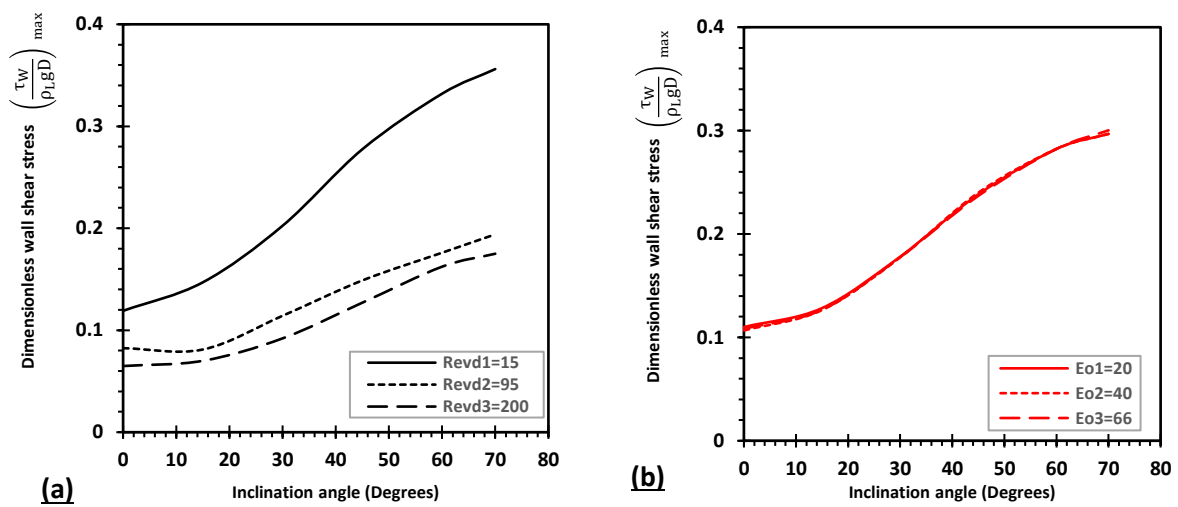 Dimensionless wall shear stress (τw/ρLgD) max
0.4
0.3
0.2
0.1
0
0 10 20 30 40 50 60 70 80
Revd1=15
Revd2=95
Revd3=200
Inclination angle (Degrees)
(a)
Dimensionless wall shear stress (τw/ρLgD) max
0.4
0.3
0.2
0.1
0
0 10 20 30 40 50 60 70 80
Eo1=20
Eo2=40
Eo3=66
Inclination angle (Degrees)
(b)